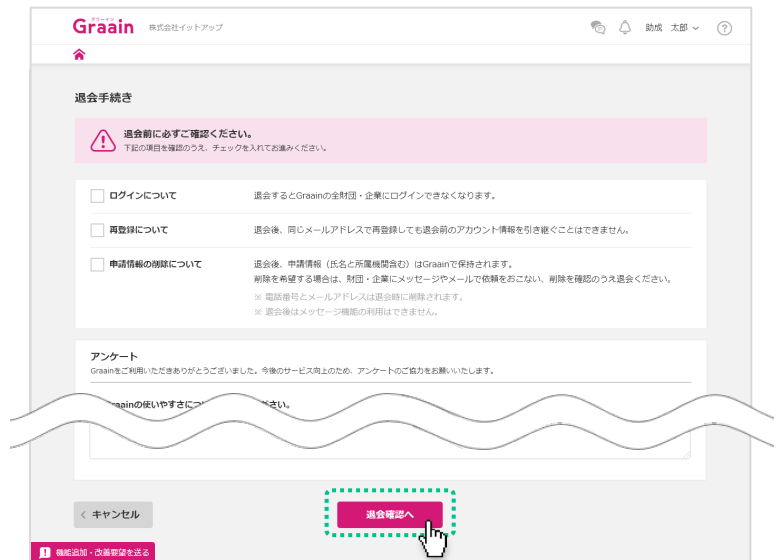 グラーイン
Graain 株式会社イットアップ 助成 太郎
退会手続き
退会前に必ずご確認ください。
下記の項目を確認のうえ、チェックを入れてお進みください。
ログインについて 退会するとGraainの全財団・企業にログインできなくなります。
再登録について 退会後、同じメールアドレスで再登録しても退会前のアカウント情報を引き継ぐことはできません。
申請情報の削除について 退会後、申請情報（氏名と所属機関含む）はGraainで保持されます。
削除を希望する場合は、財団・企業にメッセージやメールで依頼をおこない、削除を確認のうえ退会ください。
※ 電話番号とメールアドレスは退会時に削除されます。
※ 退会後はメッセージ機能の利用はできません。
アンケート
Graainをご利用いただきありがとうございました。今後のサービス向上のため、アンケートのご協力をお願いいたします。
raainの使いやすさにつ ださい。
キャンセル 退会確認へ
機能追加・改善要望を送る